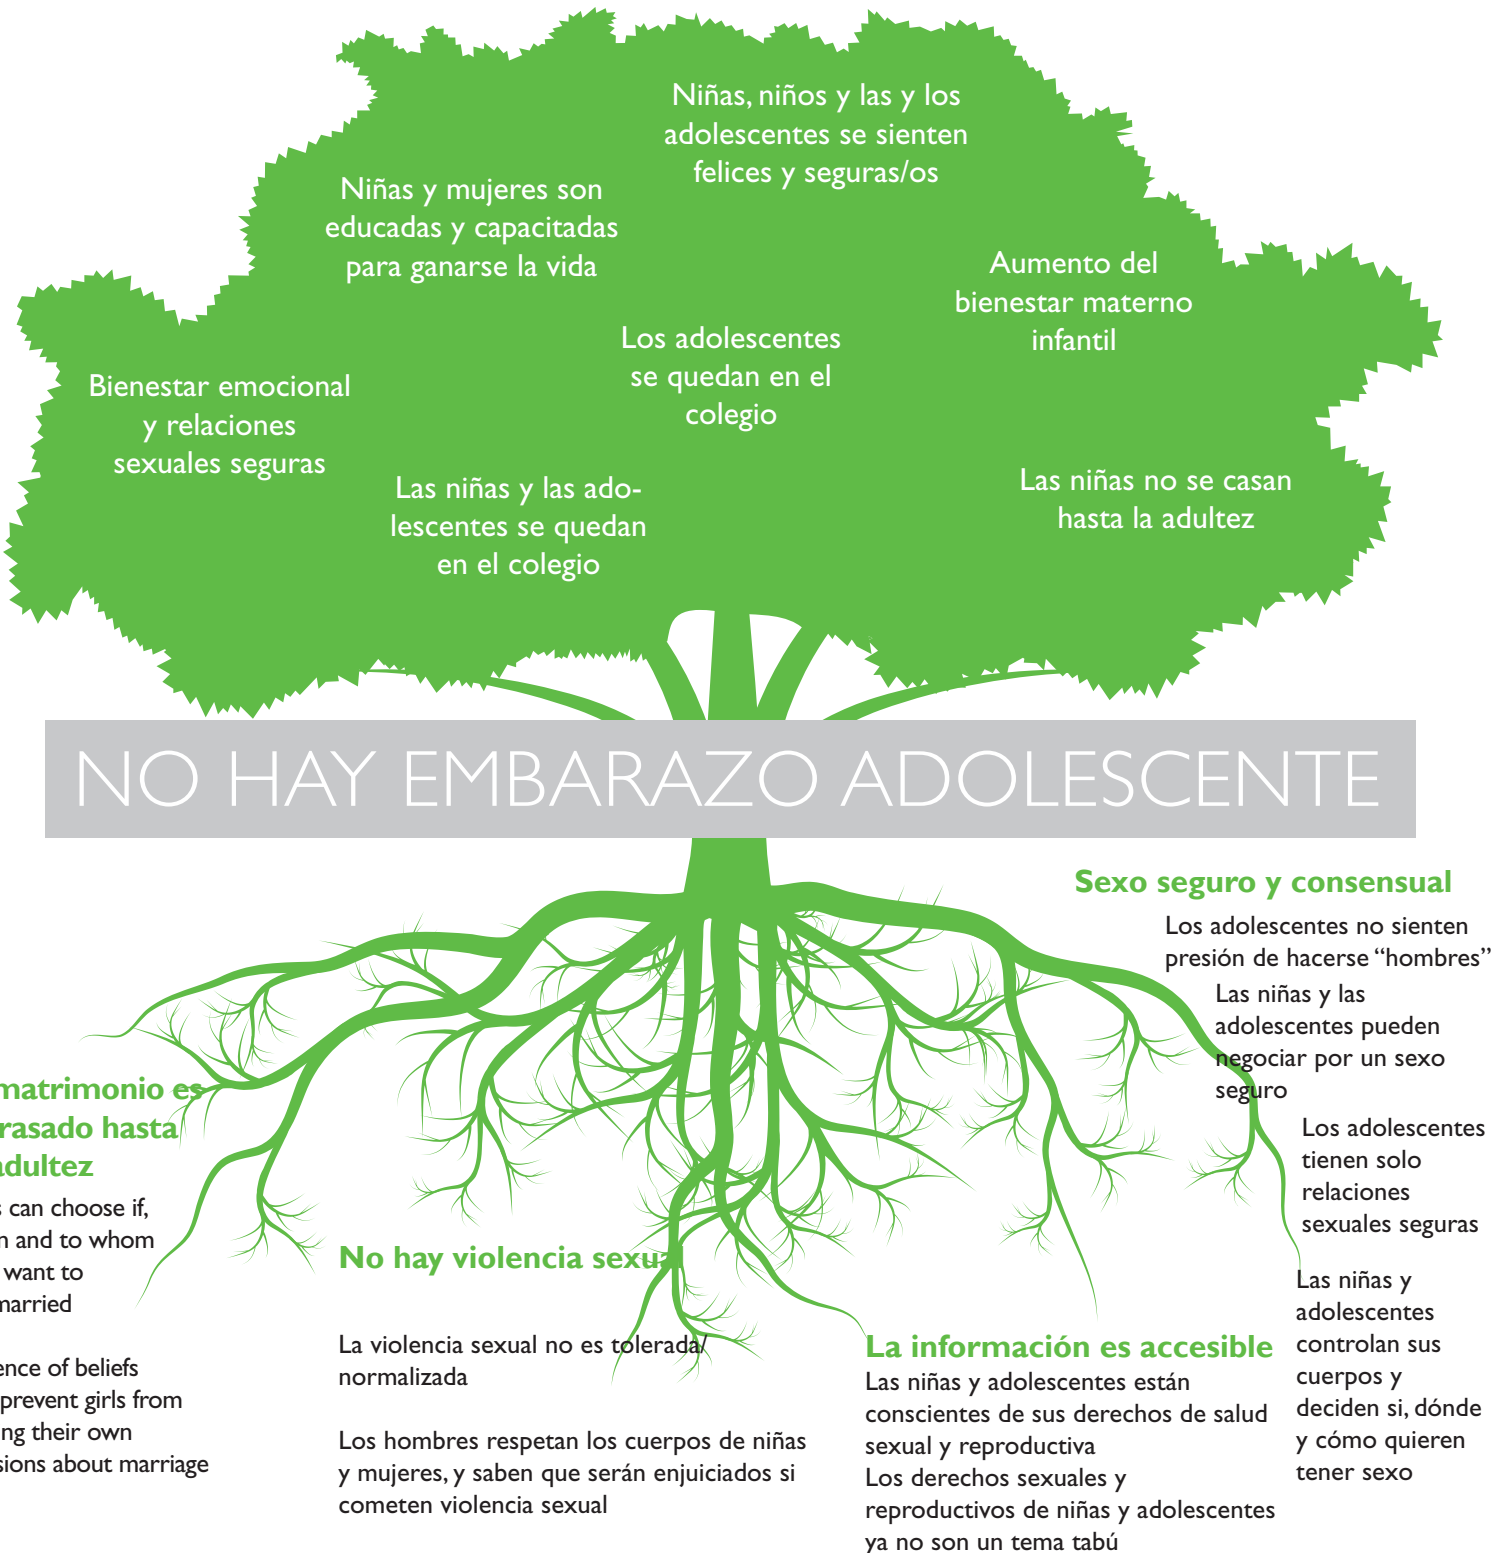 Niñas, niños y las y los
adolescentes se sienten
felices y seguras/os
Niñas y mujeres son
educadas y capacitadas
para ganarse la vida
Aumento del
bienestar materno
infantil
Los adolescentes
se quedan en el
colegio
Bienestar emocional
y relaciones
sexuales seguras
Las niñas y las ado-
lescentes se quedan
en el colegio
Las niñas no se casan
hasta la adultez
NO HAY EMBARAZO ADOLESCENTE
Sexo seguro y consensual
Los adolescentes no sienten
presión de hacerse “hombres”
Las niñas y las
adolescentes pueden
negociar por un sexo
seguro
Los adolescentes
tienen solo
relaciones
sexuales seguras
Las niñas y
adolescentes
controlan sus
cuerpos y
deciden si, dónde
y cómo quieren
tener sexo
matrimonio es
rasado hasta
adultez
s can choose if,
n and to whom
want to
married
ence of beliefs
prevent girls from
ing their own
sions about marriage
No hay violencia sexual
La violencia sexual no es tolerada/
normalizada
Los hombres respetan los cuerpos de niñas
y mujeres, y saben que serán enjuiciados si
cometen violencia sexual
La información es accesible
Las niñas y adolescentes están
conscientes de sus derechos de salud
sexual y reproductiva
Los derechos sexuales y
reproductivos de niñas y adolescentes
ya no son un tema tabú